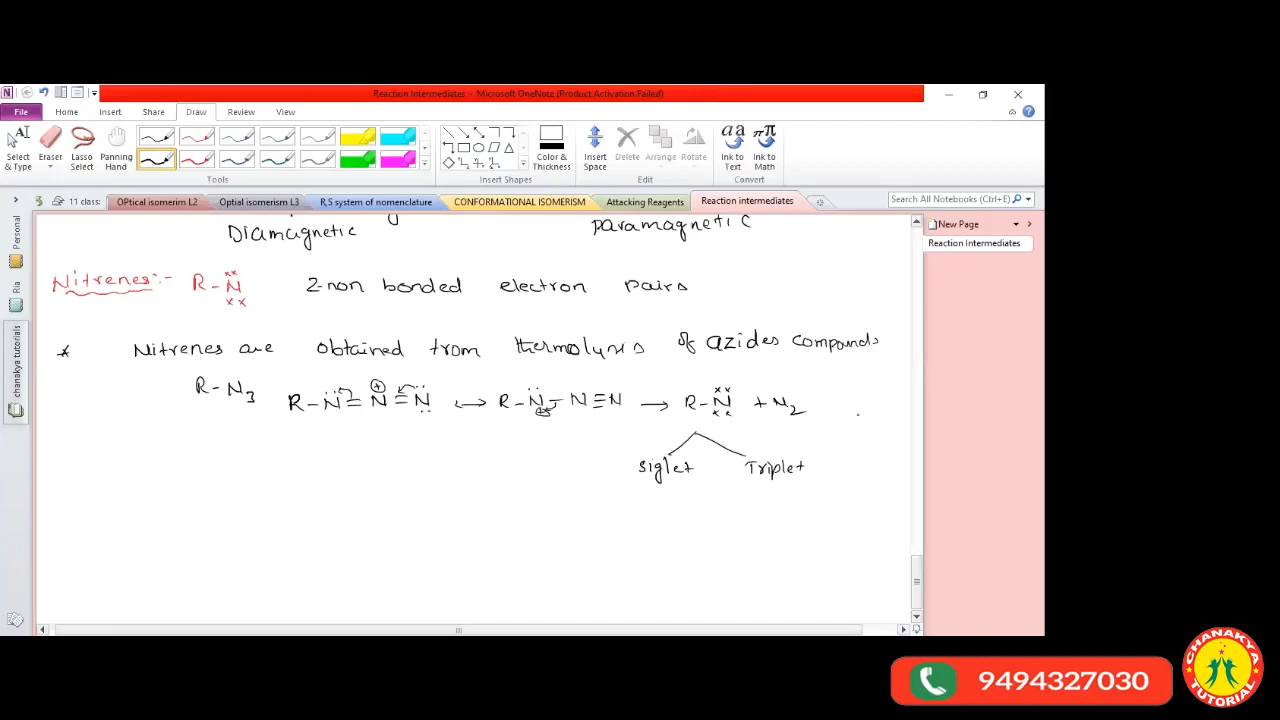 Reaction Intermediates - Microsoft OneNote (Product Activation Failed)
File Home Insert Share Draw Review View
Select & Type Eraser Lasso Select Panning Hand Color & Thickness Insert Space Delete Arrange Rotate Ink to Text Ink to Math
Tools Insert Shapes Edit Convert
11 class: OPtical isomerim L2 Optial isomerism L3 R,S system of nomenclature CONFORMATIONAL ISOMERISM Attacking Reagents Reaction intermediates Search All Notebooks (Ctrl+E)
New Page
Reaction Intermediates
Personal
Ria
chanakya tutorials
Diamagnetic paramagnetic
Nitrenes:- R-N 2-non bonded electron pairs
* Nitrenes are obtained from thermolysis of azides compounds
R-N3 R-N=N=N ↔ R-N-N≡N → R-N + N2
Siglet Triplet
9494327030
CHANAKYA
TUTORIAL